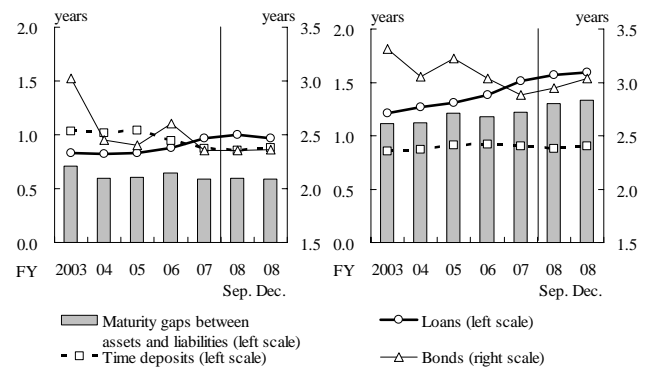 years years years years
2.0 3.5 2.0 3.5
1.5 3.0 1.5 3.0
1.0 2.5 1.0 2.5
0.5 2.0 0.5 2.0
0.0 1.5 0.0 1.5
FY 2003 04 05 06 07 08 08 FY 2003 04 05 06 07 08 08
Sep. Dec. Sep. Dec.
Maturity gaps between
assets and liabilities (left scale)
Time deposits (left scale)
Loans (left scale)
Bonds (right scale)